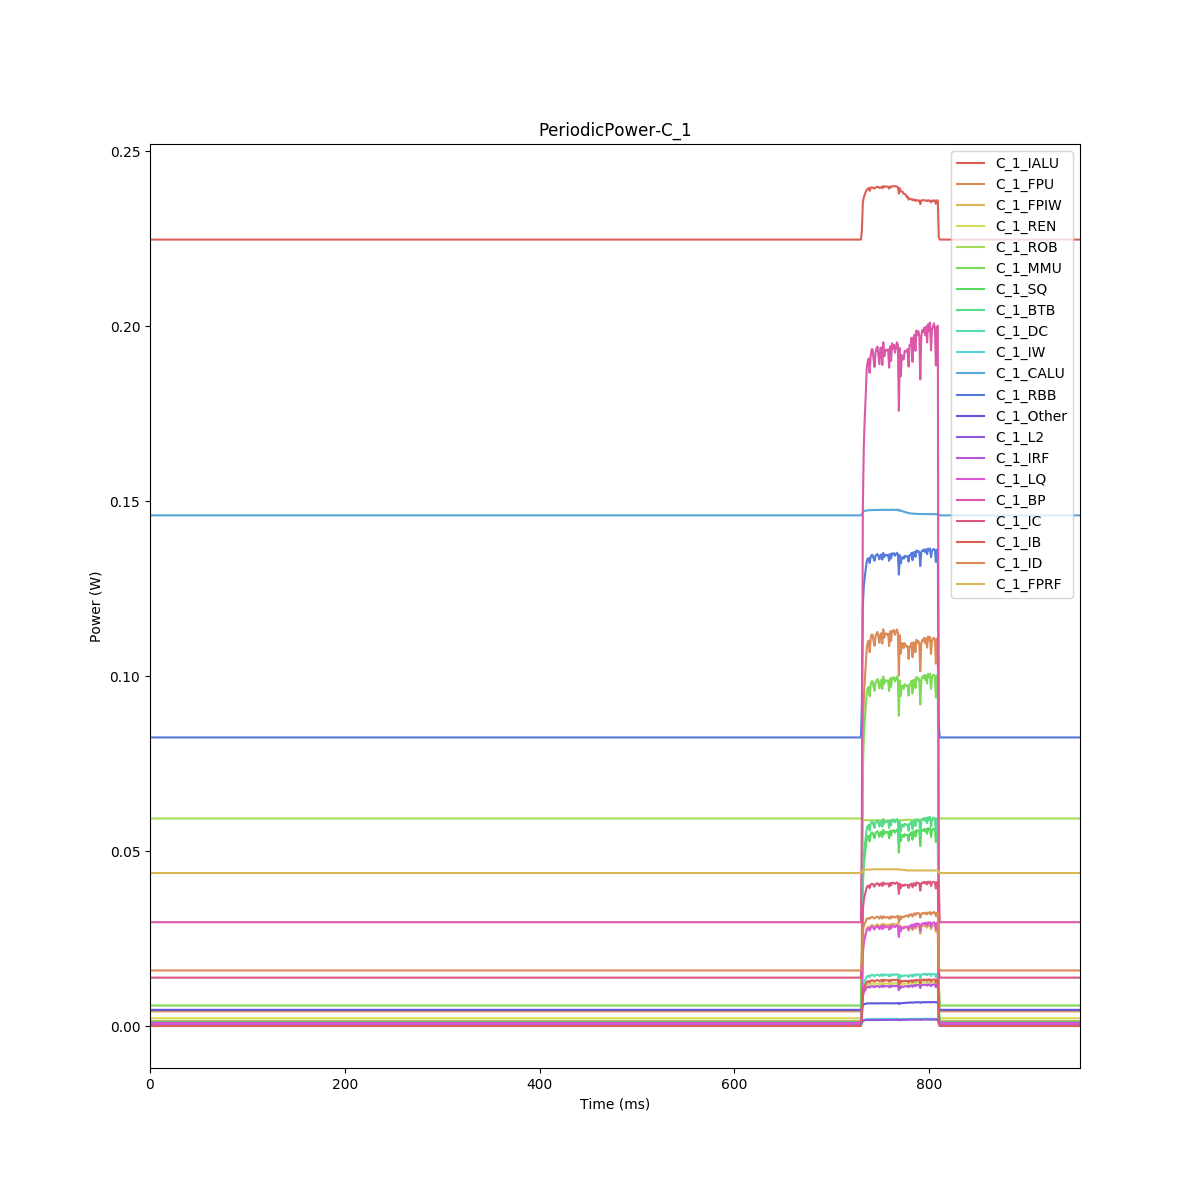 PeriodicPower-C_1
0.25
0.20
0.15
0.10
0.05
0.00
Power (W)
0
200
400
600
800
Time (ms)
C_1_IALU
C_1_FPU
C_1_FPIW
C_1_REN
C_1_ROB
C_1_MMU
C_1_SQ
C_1_BTB
C_1_DC
C_1_IW
C_1_CALU
C_1_RBB
C_1_Other
C_1_L2
C_1_IRF
C_1_LQ
C_1_BP
C_1_IC
C_1_IB
C_1_ID
C_1_FPRF